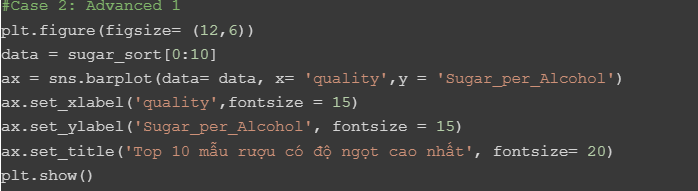 #Case 2: Advanced 1
plt.figure(figsize= (12,6))
data = sugar_sort[0:10]
ax = sns.barplot(data= data, x= 'quality',y = 'Sugar_per_Alcohol')
ax.set_xlabel('quality',fontsize = 15)
ax.set_ylabel('Sugar_per_Alcohol', fontsize = 15)
ax.set_title('Top 10 mẫu rượu có độ ngọt cao nhất', fontsize= 20)
plt.show()